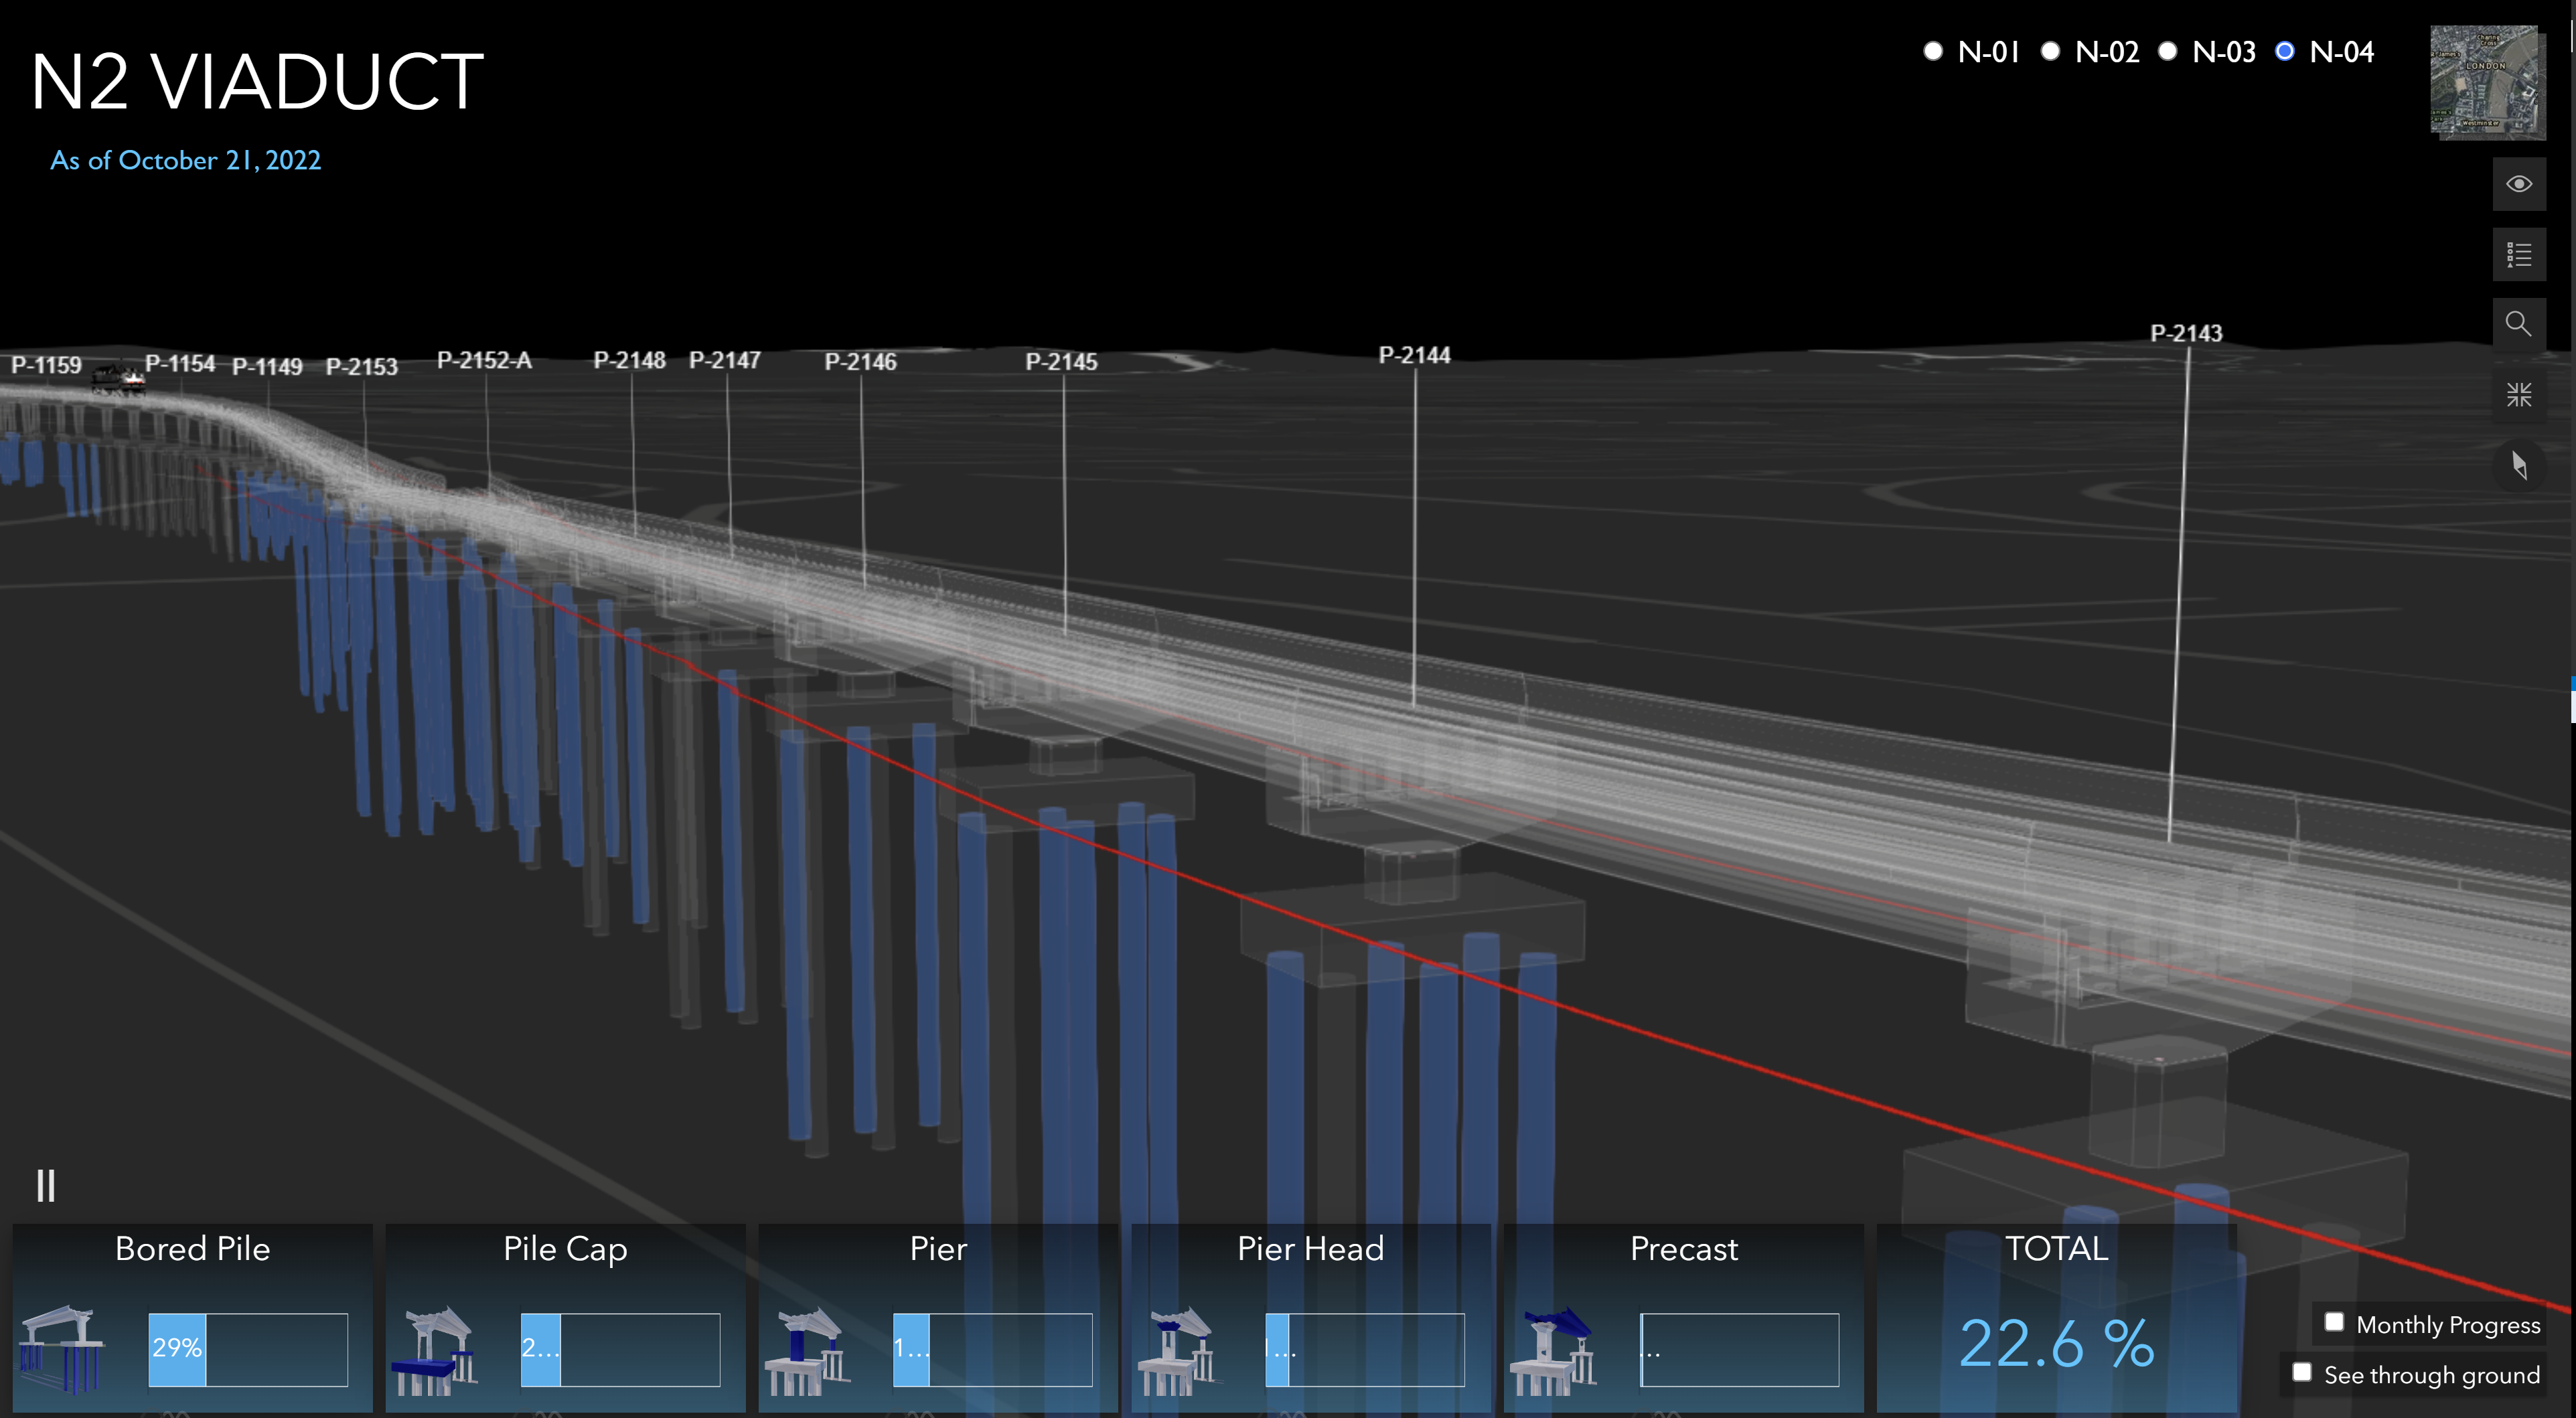 N2 VIADUCT
As of October 21, 2022
N-01 N-02 N-03 N-04
LONDON
P-1159 P-1154 P-1149 P-2153 P-2152-A P-2148 P-2147 P-2146 P-2145 P-2144 P-2143
Bored Pile
29%
Pile Cap
2...
Pier
1...
Pier Head
1...
Precast
...
TOTAL
22.6 %
Monthly Progress
See through ground